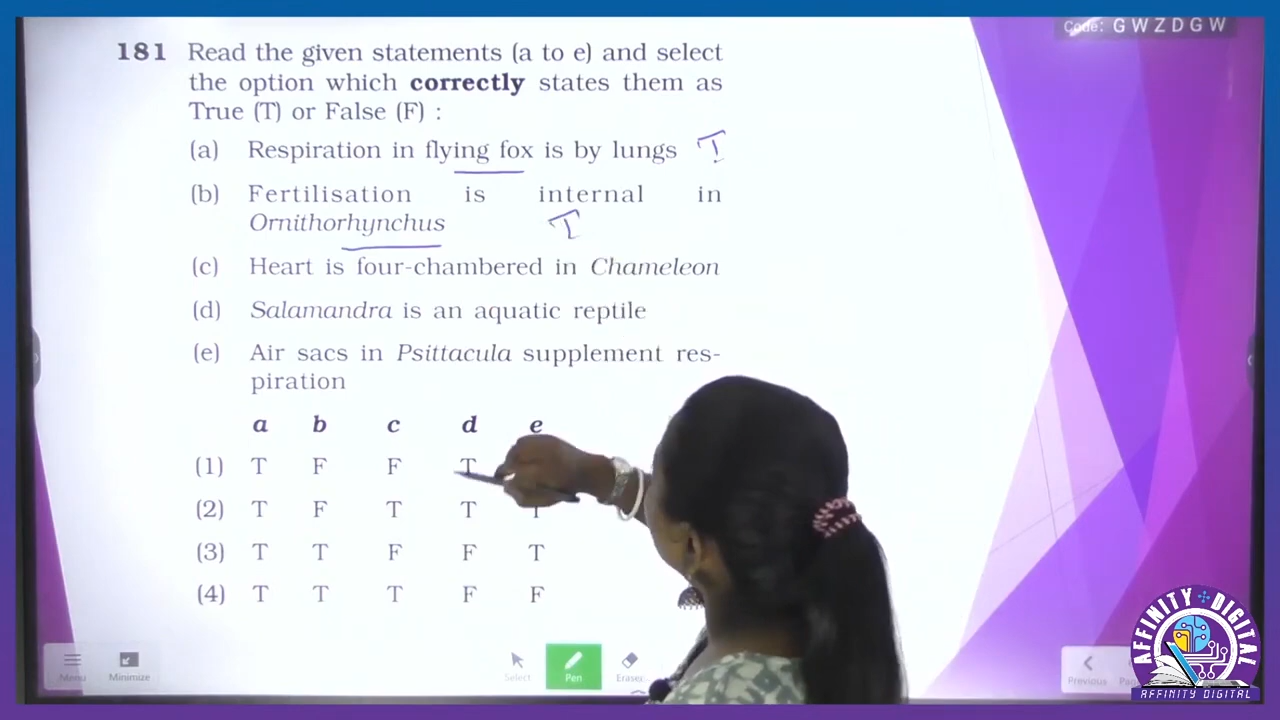 Code: G W Z D G W
181 Read the given statements (a to e) and select
the option which correctly states them as
True (T) or False (F) :
(a) Respiration in flying fox is by lungs T
(b) Fertilisation is internal in
Ornithorhynchus T
(c) Heart is four-chambered in Chameleon
(d) Salamandra is an aquatic reptile
(e) Air sacs in Psittacula supplement res-
piration
a b c d e
(1) T F F T
(2) T F T T T
(3) T T F F T
(4) T T T F F
Menu Minimize Select Pen Eraser Previous
AFFINITY DIGITAL
AFFINITY DIGITAL